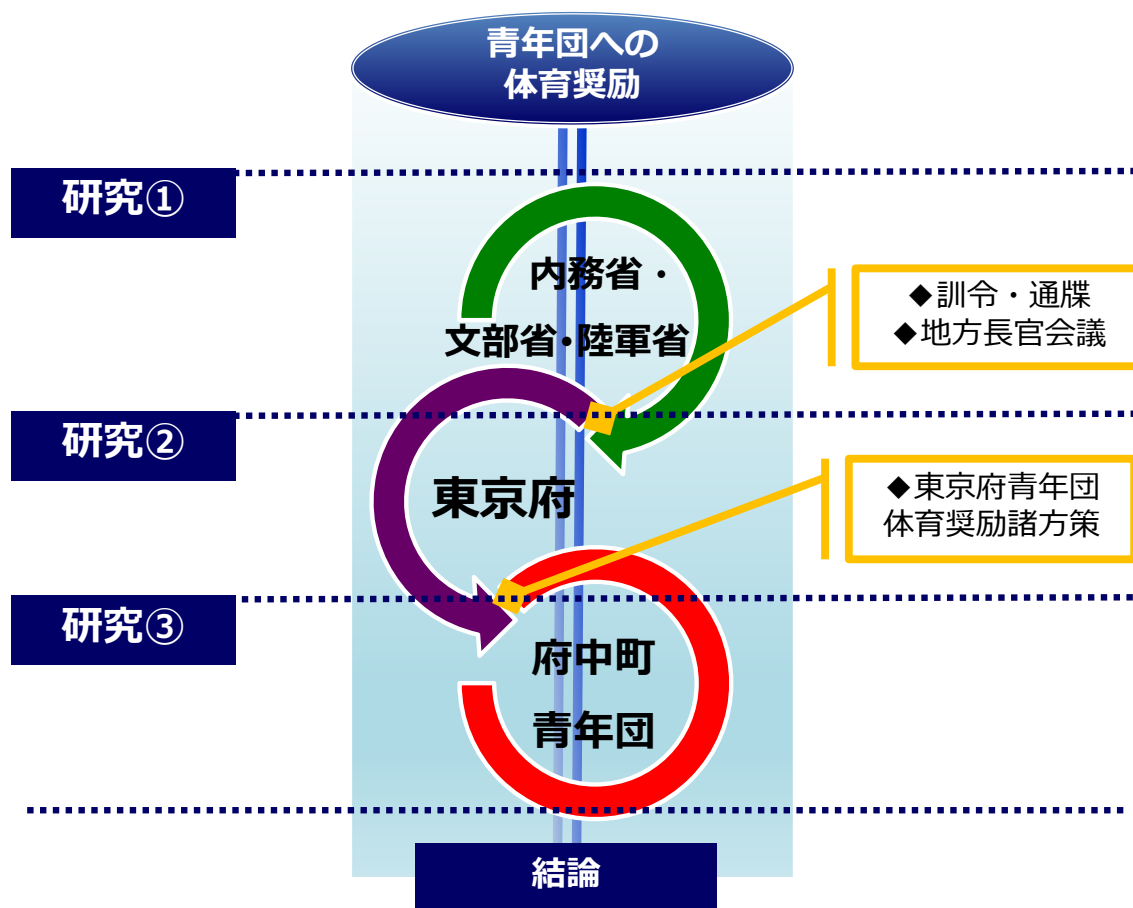 青年団への
体育奨励
研究①
内務省・
文部省・陸軍省
◆訓令・通牒
◆地方長官会議
研究②
東京府
◆東京府青年団
体育奨励諸方策
研究③
府中町
青年団
結論